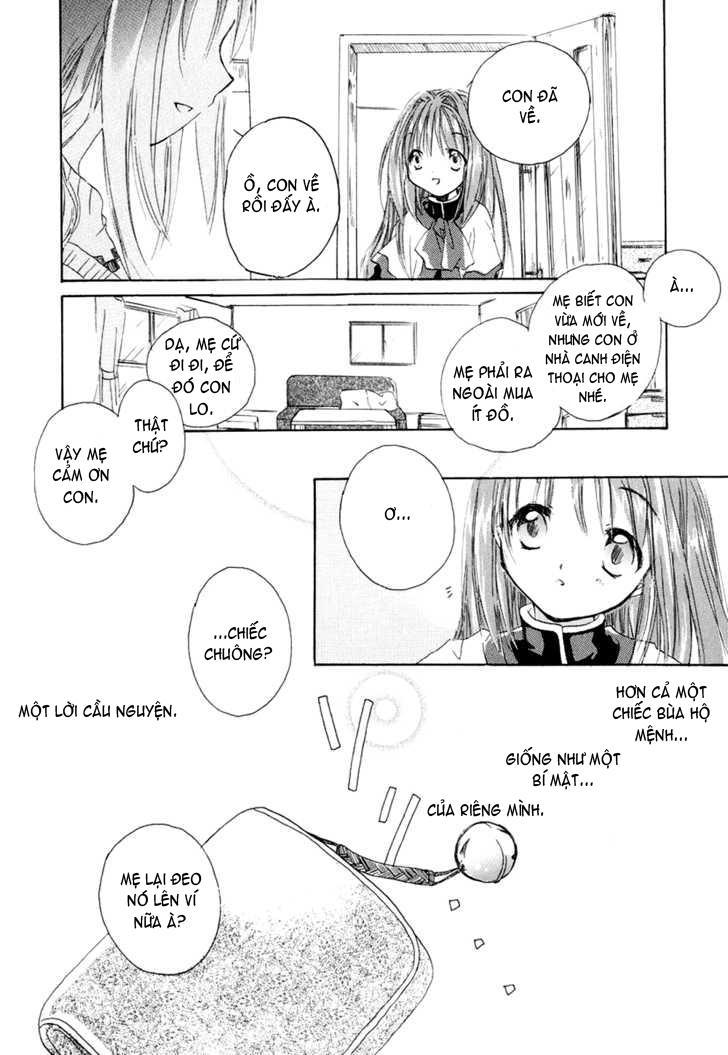 CON ĐÃ
VỀ.
Ồ, CON VỀ
RỒI ĐẤY À.
À...
MẸ BIẾT CON
VỪA MỚI VỀ,
NHƯNG CON Ở
NHÀ CANH ĐIỆN
THOẠI CHO MẸ
NHÉ.
MẸ PHẢI RA
NGOÀI MUA
ÍT ĐỒ.
DẠ, MẸ CỨ
ĐI ĐI, ĐỂ
ĐÓ CON
LO.
THẬT
CHỨ?
VẬY MẸ
CẢM ƠN
CON.
Ơ...
...CHIẾC
CHUÔNG?
HƠN CẢ MỘT
CHIẾC BÙA HỘ
MỆNH...
GIỐNG NHƯ MỘT
BÍ MẬT...
CỦA RIÊNG MÌNH.
MỘT LỜI CẦU NGUYỆN.
MẸ LẠI ĐEO
NÓ LÊN VÍ
NỮA À?